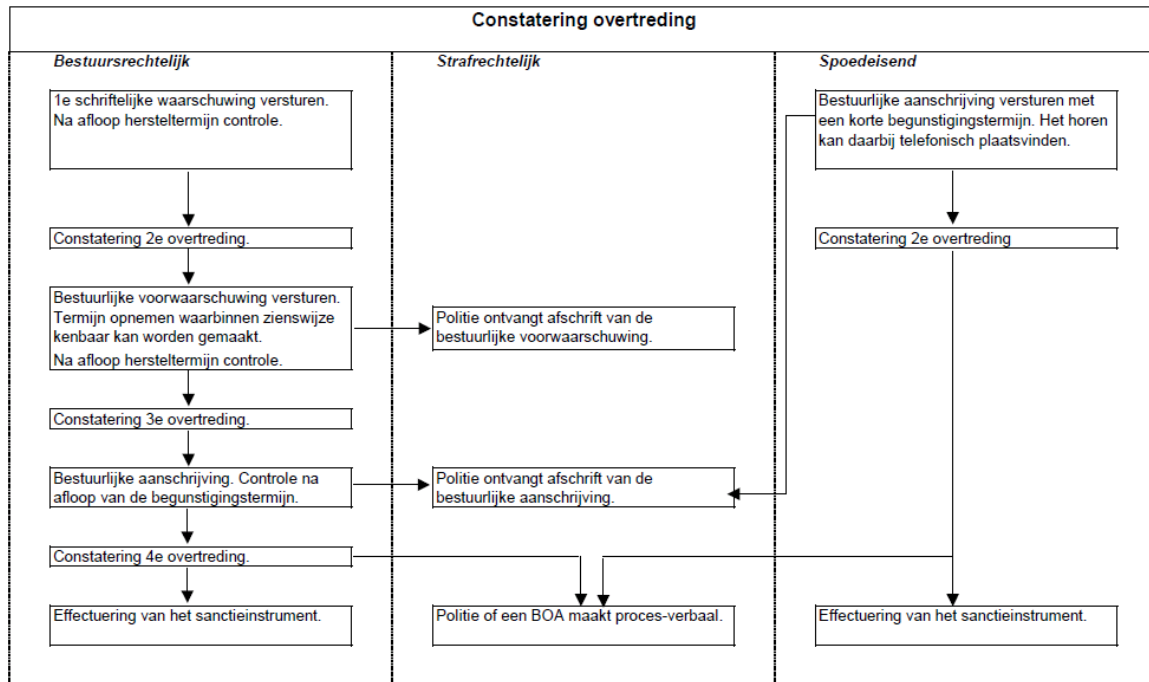 Constatering overtreding
Bestuursrechtelijk
1e schriftelijke waarschuwing versturen.
Na afloop hersteltermijn controle.
Constatering 2e overtreding.
Bestuurlijke voorwaarschuwing versturen.
Termijn opnemen waarbinnen zienswijze
kenbaar kan worden gemaakt.
Na afloop hersteltermijn controle.
Constatering 3e overtreding.
Bestuurlijke aanschrijving. Controle na
afloop van de begunstigingstermijn.
Constatering 4e overtreding.
Effectuering van het sanctieinstrument.
Strafrechtelijk
Politie ontvangt afschrift van de
bestuurlijke voorwaarschuwing.
Politie ontvangt afschrift van de
bestuurlijke aanschrijving.
Politie of een BOA maakt proces-verbaal.
Spoedeisend
Bestuurlijke aanschrijving versturen met
een korte begunstigingstermijn. Het horen
kan daarbij telefonisch plaatsvinden.
Constatering 2e overtreding
Effectuering van het sanctieinstrument.